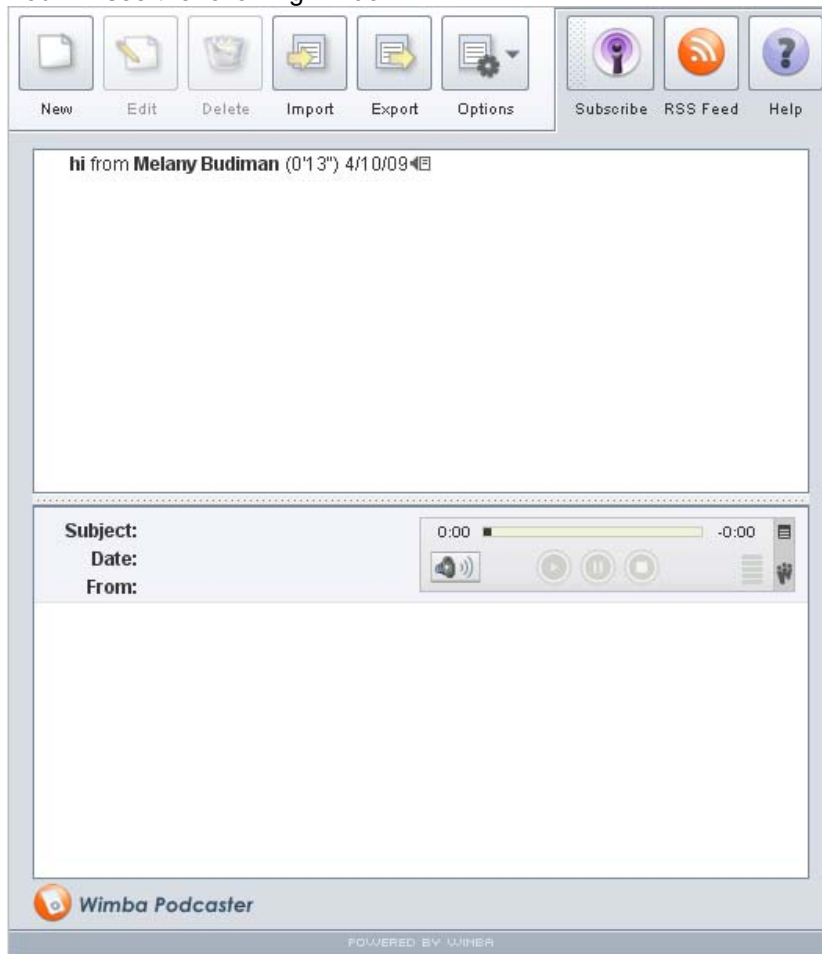 New Edit Delete Import Export Options Subscribe RSS Feed Help
hi from Melany Budiman (0'13") 4/10/09
Subject:
0:00 -0:00
Date:
From:
Wimba Podcaster
POWERED BY WIMBA